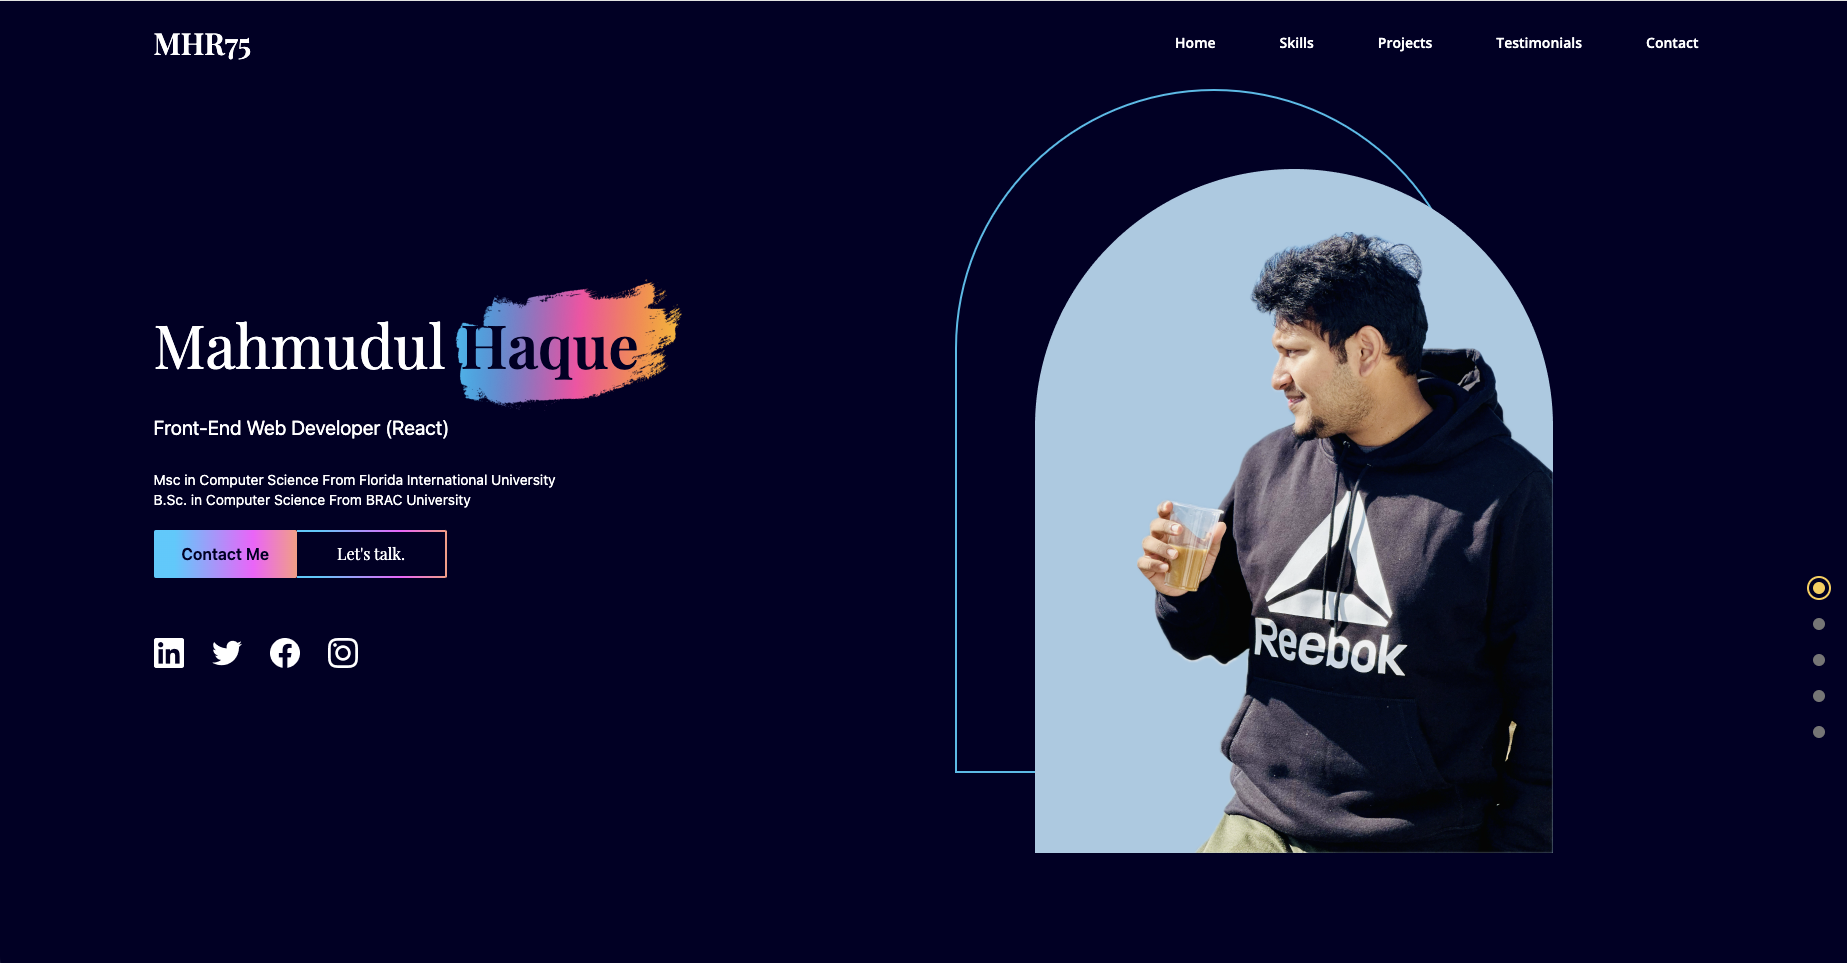 MHR75
Home
Skills
Projects
Testimonials
Contact
Mahmudul Haque
Front-End Web Developer (React)
Msc in Computer Science From Florida International University
B.Sc. in Computer Science From BRAC University
Contact Me
Let's talk.
in
Reebok